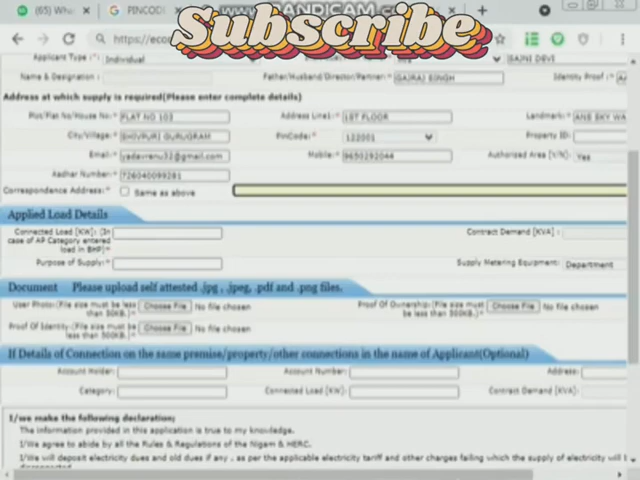 Subscribe
(65) Wha
PINCOD
https://ecor
Applicant Type :* Individual
Name & Designation :
Father/Husband/Director/Partner:*
Identity Proof :
Address at which supply is required(Please enter complete details)
Plot/Flat No/House No:* FLAT NO 103
Address Line1:* 1ST FLOOR
Landmark:*
City/Village:* SHIVPURI GURUGRAM
PinCode:* 122001
Property ID:
Email:*
Mobile:*
Authorized Area [Y/N]: Yes
Aadhar Number:*
Correspondence Address:* Same as above
Applied Load Details
Connected Load [KW]: (In case of AP Category entered load in BHP)*
Contract Demand [KVA] :
Purpose of Supply:*
Supply Metering Equipment: Department
Document Please upload self attested .jpg , .jpeg, .pdf and .png files.
User Photo:(File size must be less than 50KB.)* Choose File No file chosen
Proof Of Ownership:(File size must be less than 500KB.)* Choose File No file chosen
Proof Of Identity:(File size must be less than 500KB.)* Choose File No file chosen
If Details of Connection on the same premise/property/other connections in the name of Applicant(Optional)
Account Holder:
Account Number:
Address:
Category:
Connected Load [KW]:
Contract Demand [KVA]:
I/we make the following declaration:
The information provided in this application is true to my knowledge.
I/We agree to abide by all the Rules & Regulations of the Nigam & HERC.
I/We will deposit electricity dues and old dues if any , as per the applicable electricity tariff and other charges failing which the supply of electricity will
disconnected